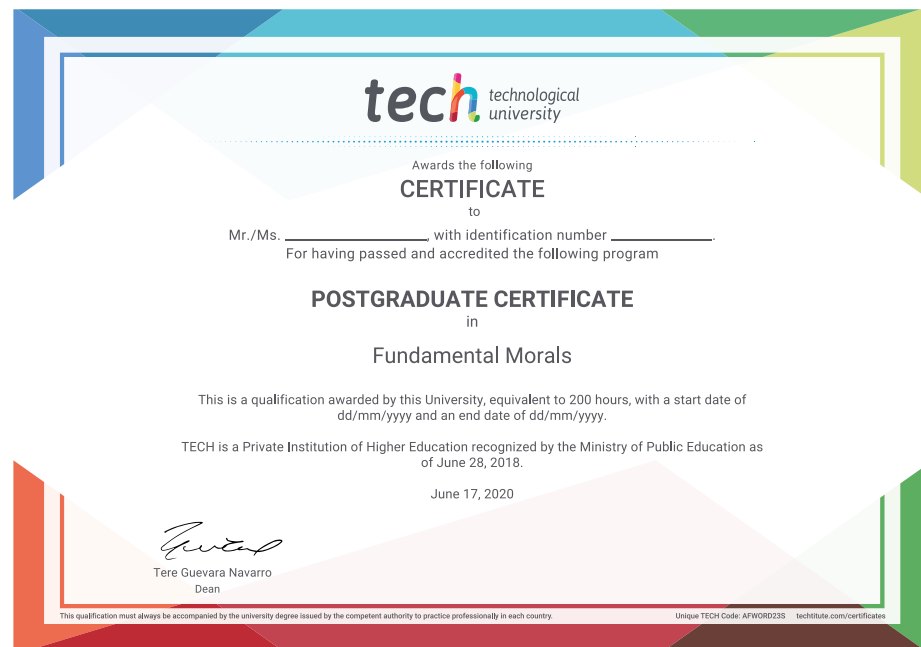 tech technological
university
Awards the following
CERTIFICATE
to
Mr./Ms. ________________, with identification number ____________.
For having passed and accredited the following program
POSTGRADUATE CERTIFICATE
in
Fundamental Morals
This is a qualification awarded by this University, equivalent to 200 hours, with a start date of
dd/mm/yyyy and an end date of dd/mm/yyyy.
TECH is a Private Institution of Higher Education recognized by the Ministry of Public Education as
of June 28, 2018.
June 17, 2020
Tere Guevara Navarro
Dean
This qualification must always be accompanied by the university degree issued by the competent authority to practice professionally in each country.
Unique TECH Code: AFWORD23S techtitute.com/certificates